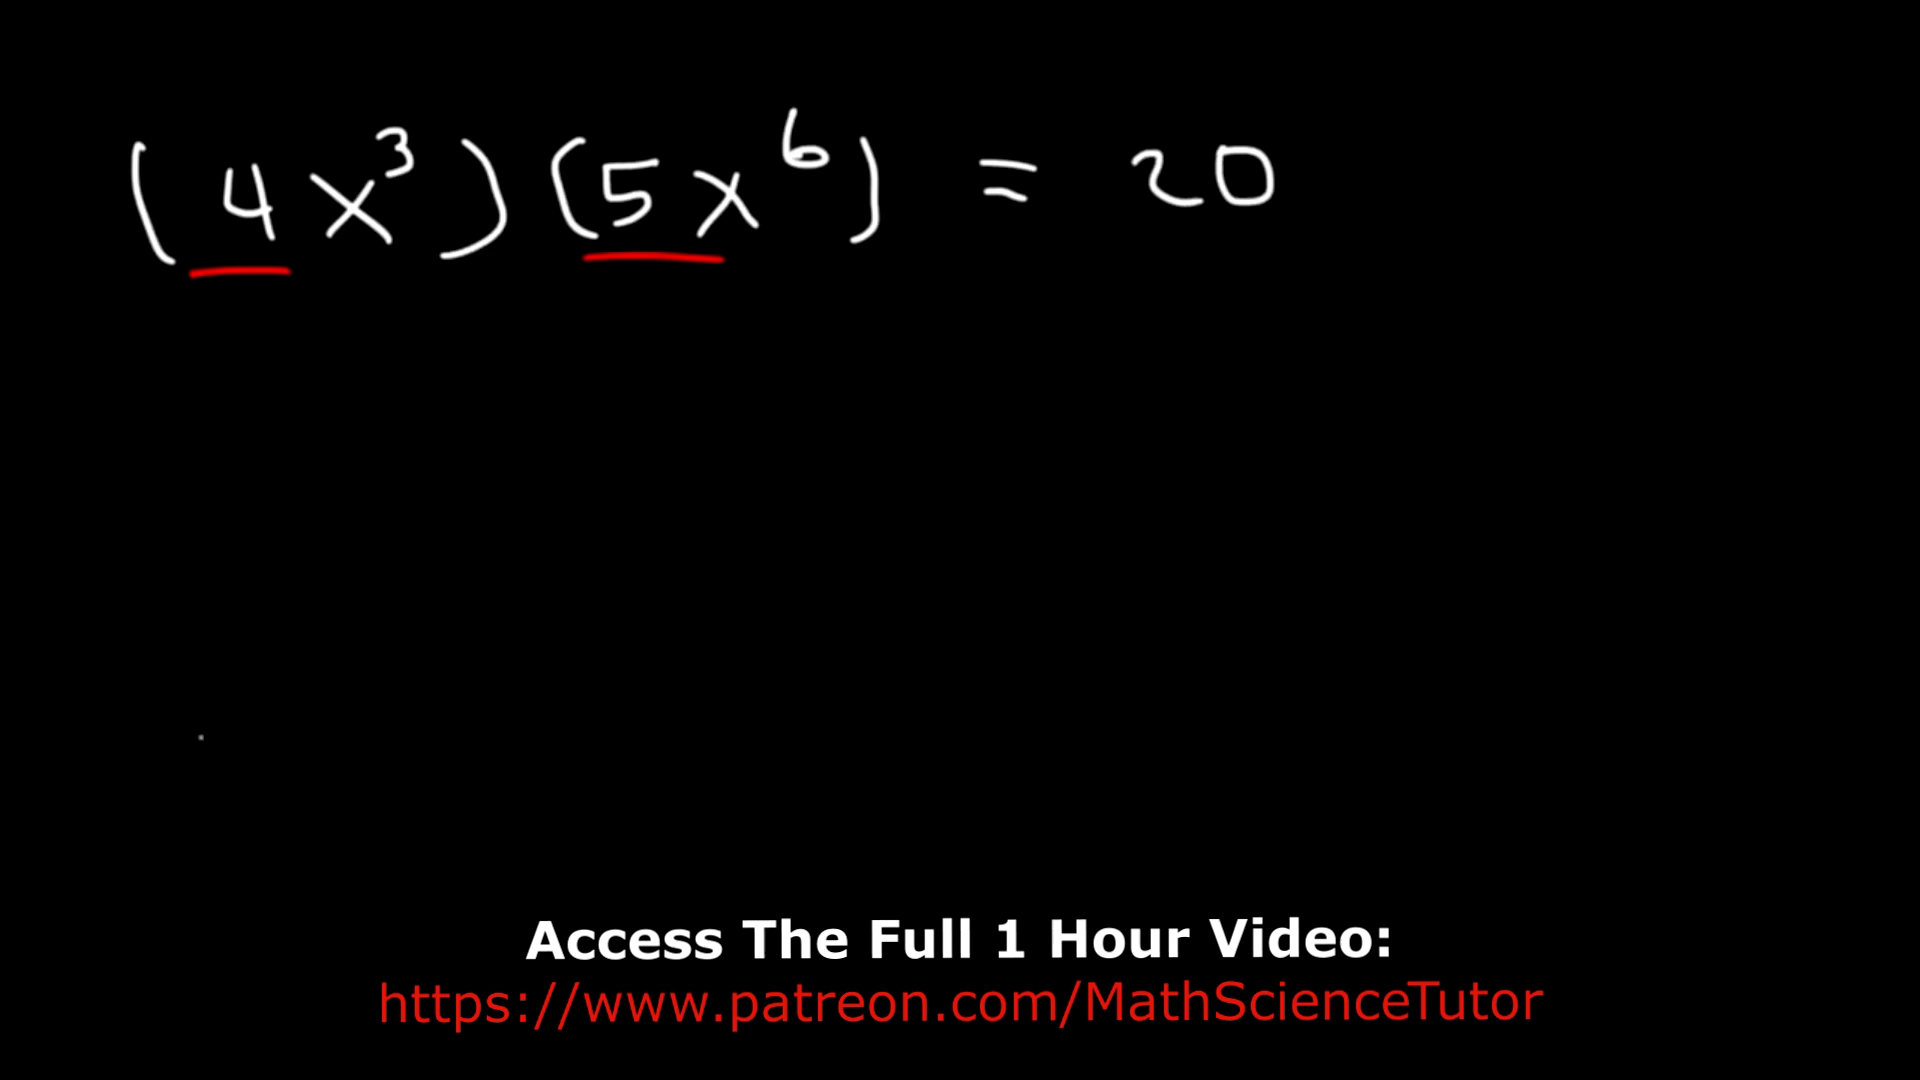 (4x³)(5x⁶) = 20
Access The Full 1 Hour Video:
https://www.patreon.com/MathScienceTutor